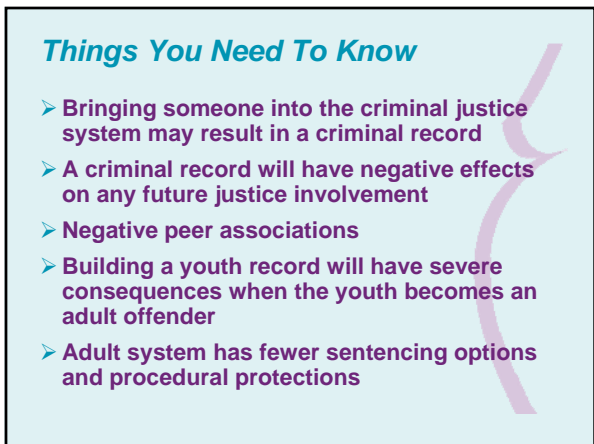 Things You Need To Know
➢ Bringing someone into the criminal justice
system may result in a criminal record
➢ A criminal record will have negative effects
on any future justice involvement
➢ Negative peer associations
➢ Building a youth record will have severe
consequences when the youth becomes an
adult offender
➢ Adult system has fewer sentencing options
and procedural protections